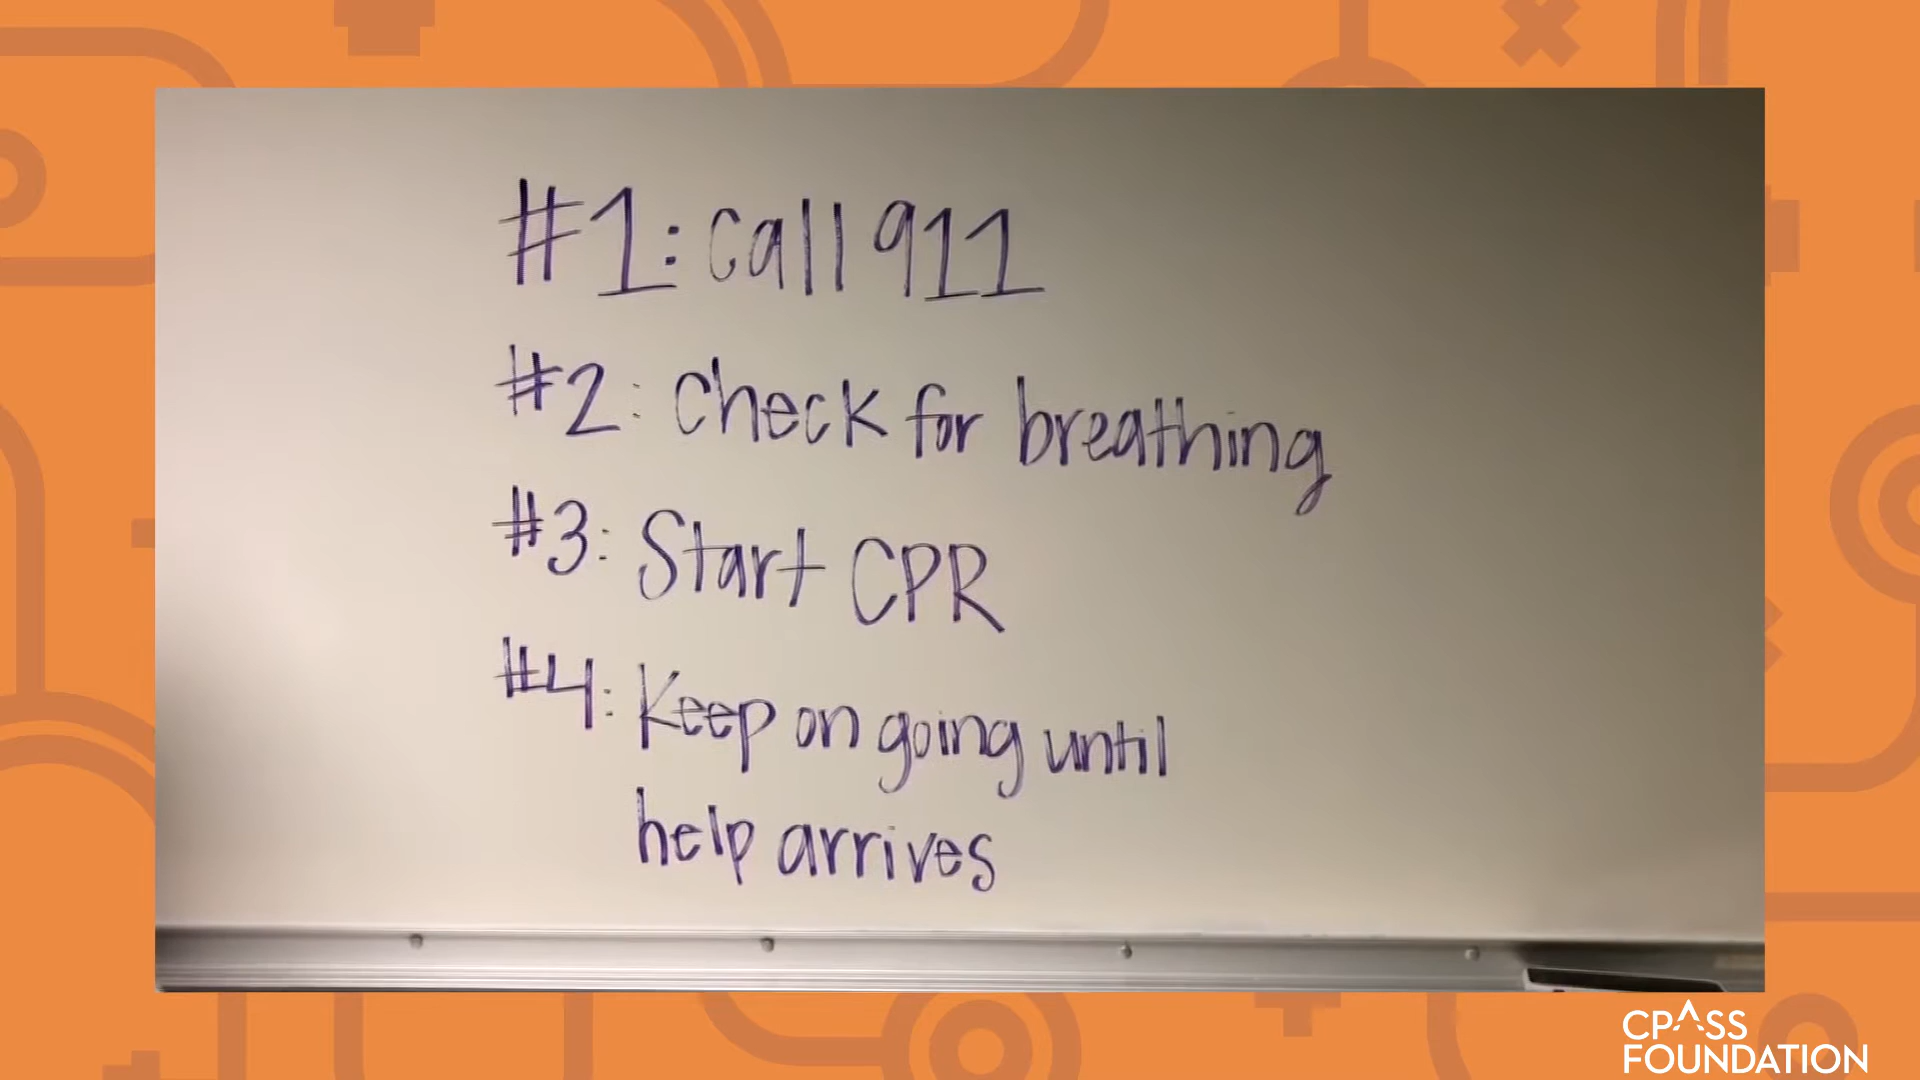 #1: call 911
#2: Check for breathing
#3: Start CPR
#4: Keep on going until
help arrives
CPASS
FOUNDATION